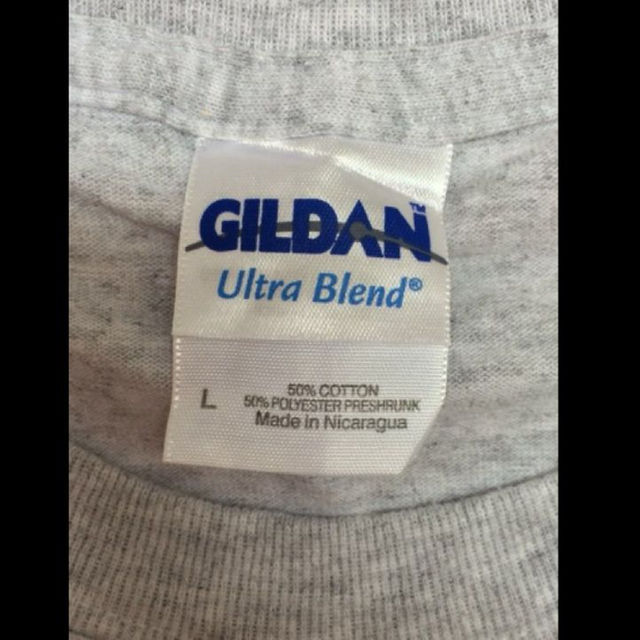 GILDAN™
Ultra Blend®
L
50% COTTON
50% POLYESTER PRESHRUNK
Made in Nicaragua